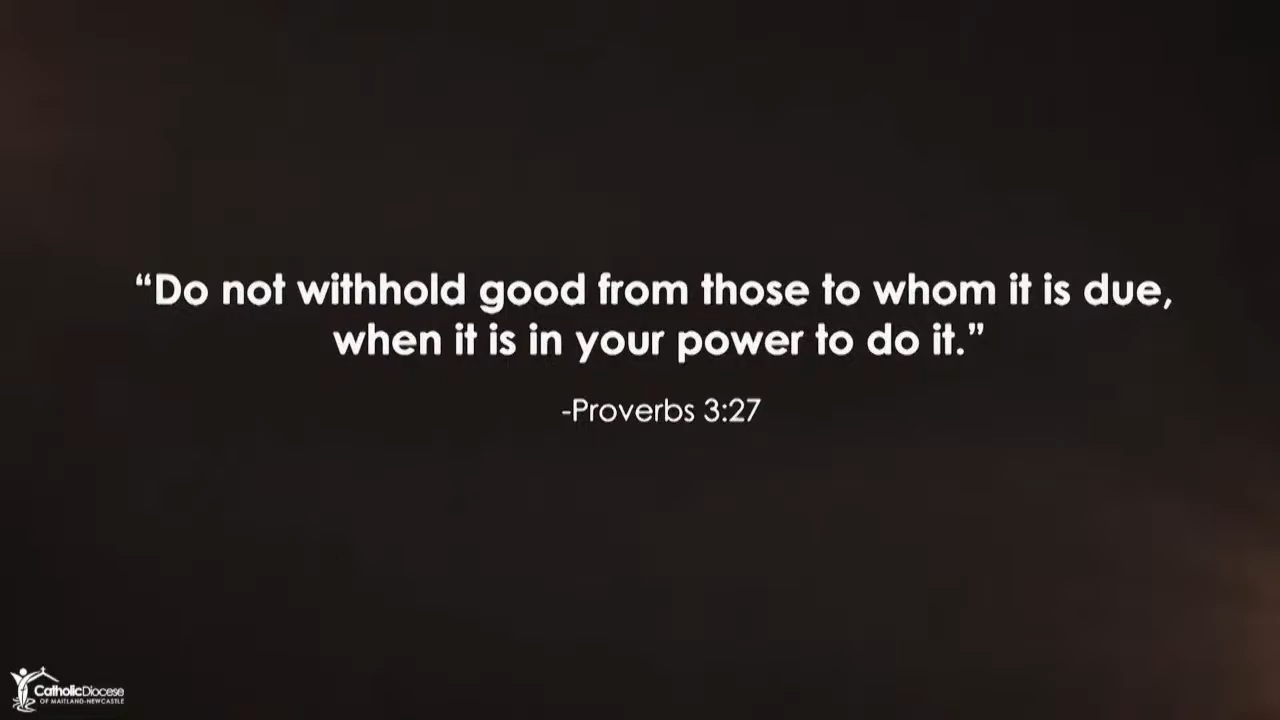 “Do not withhold good from those to whom it is due,
when it is in your power to do it.”
-Proverbs 3:27
CatholicDiocese
OF MAITLAND-NEWCASTLE